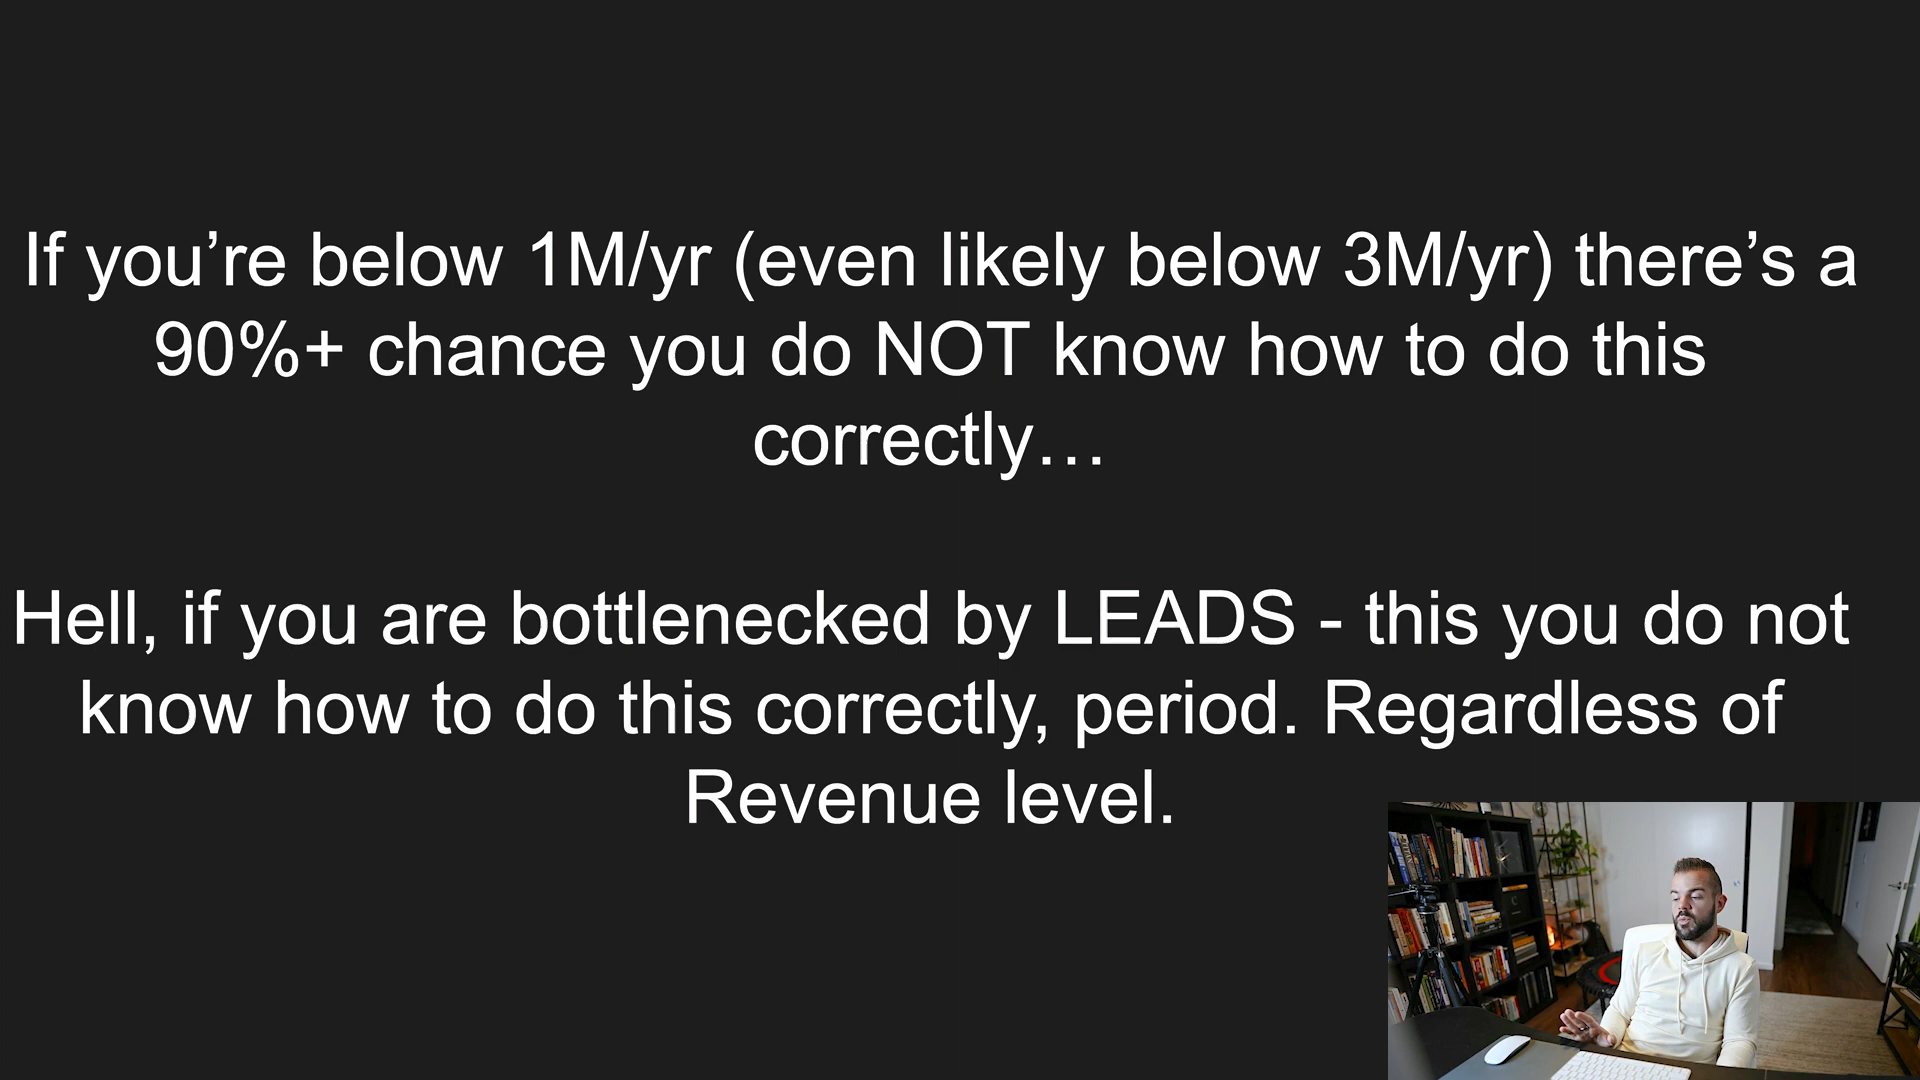 If you’re below 1M/yr (even likely below 3M/yr) there’s a
90%+ chance you do NOT know how to do this
correctly…
Hell, if you are bottlenecked by LEADS - this you do not
know how to do this correctly, period. Regardless of
Revenue level.